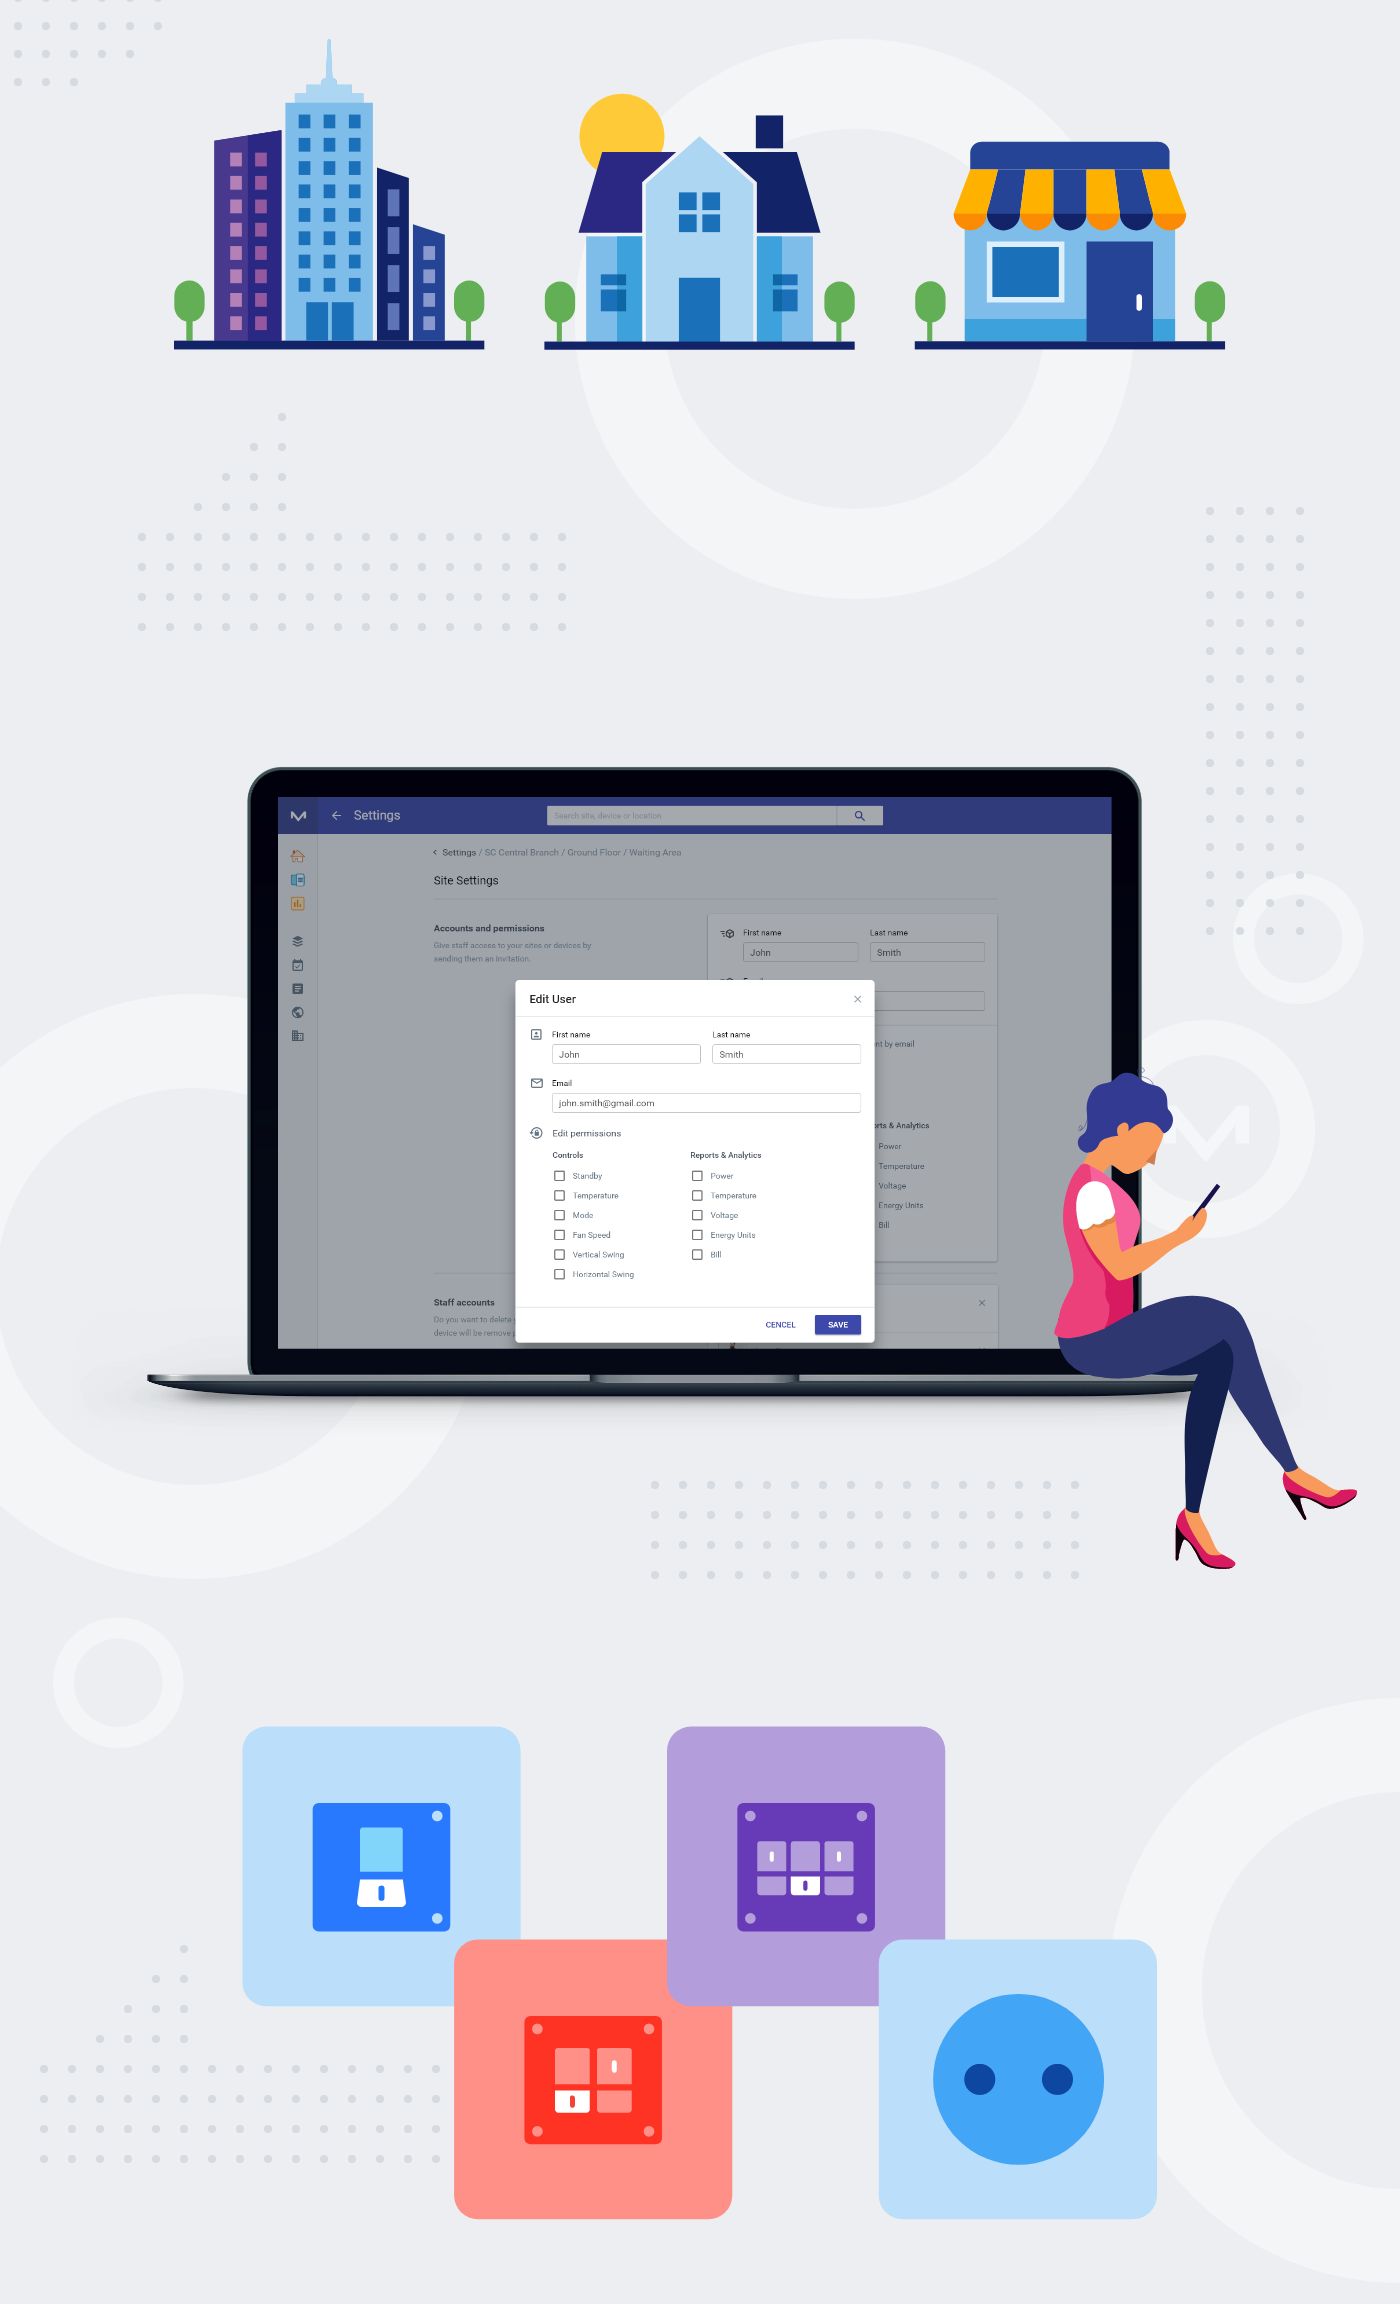 Settings
Search site, device or location
Settings / SC Central Branch / Ground Floor / Waiting Area
Site Settings
Accounts and permissions
Give staff access to your sites or devices by
sending them an invitation.
First name
Last name
John
Smith
nt by email
rts & Analytics
Power
Temperature
Voltage
Energy Units
Bill
Edit User
First name
Last name
John
Smith
Email
john.smith@gmail.com
Edit permissions
Controls
Reports & Analytics
Standby
Power
Temperature
Temperature
Mode
Voltage
Fan Speed
Energy Units
Vertical Swing
Bill
Horizontal Swing
CENCEL
SAVE
Staff accounts
Do you want to delete
device will be remove